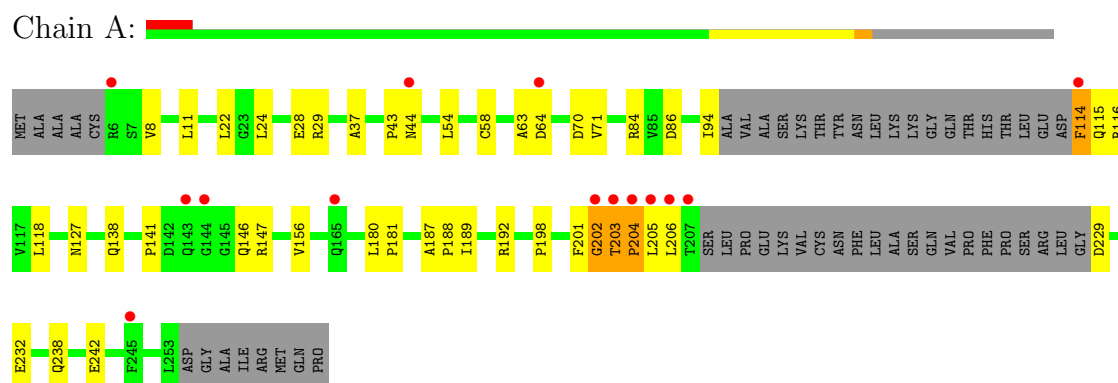 Chain A:
MET ALA ALA ALA CYS R6 S7 V8 L11 L22 G23 L24 E28 R29 A37 P43 N44 L54 C58 A63 D64 D70 V71 R84 V85 D86 I94 ALA VAL ALA SER LYS THR TYR ASN LEU LYS LYS GLY GLN THR HIS THR LEU GLU ASP F114 Q115 R116
V117 L118 N127 Q138 P141 D142 Q143 G144 G145 Q146 R147 V156 Q165 L180 P181 A187 P188 I189 R192 P198 F201 G202 T203 P204 L205 L206 T207 SER LEU PRO GLU LYS VAL CYS ASN PHE LEU ALA SER GLN VAL PRO PHE PRO SER ARG LEU GLY D229
E232 Q238 E242 F245 L253 ASP GLY ALA ILE ARG MET GLN PRO